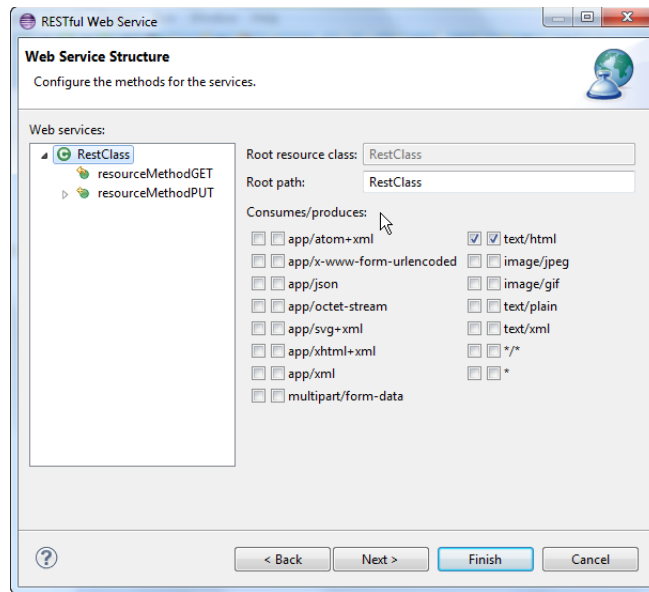 RESTful Web Service
Web Service Structure
Configure the methods for the services.
Web services:
RestClass
resourceMethodGET
resourceMethodPUT
Root resource class: RestClass
Root path: RestClass
Consumes/produces:
app/atom+xml text/html
app/x-www-form-urlencoded image/jpeg
app/json image/gif
app/octet-stream text/plain
app/svg+xml text/xml
app/xhtml+xml */*
app/xml *
multipart/form-data
< Back Next > Finish Cancel